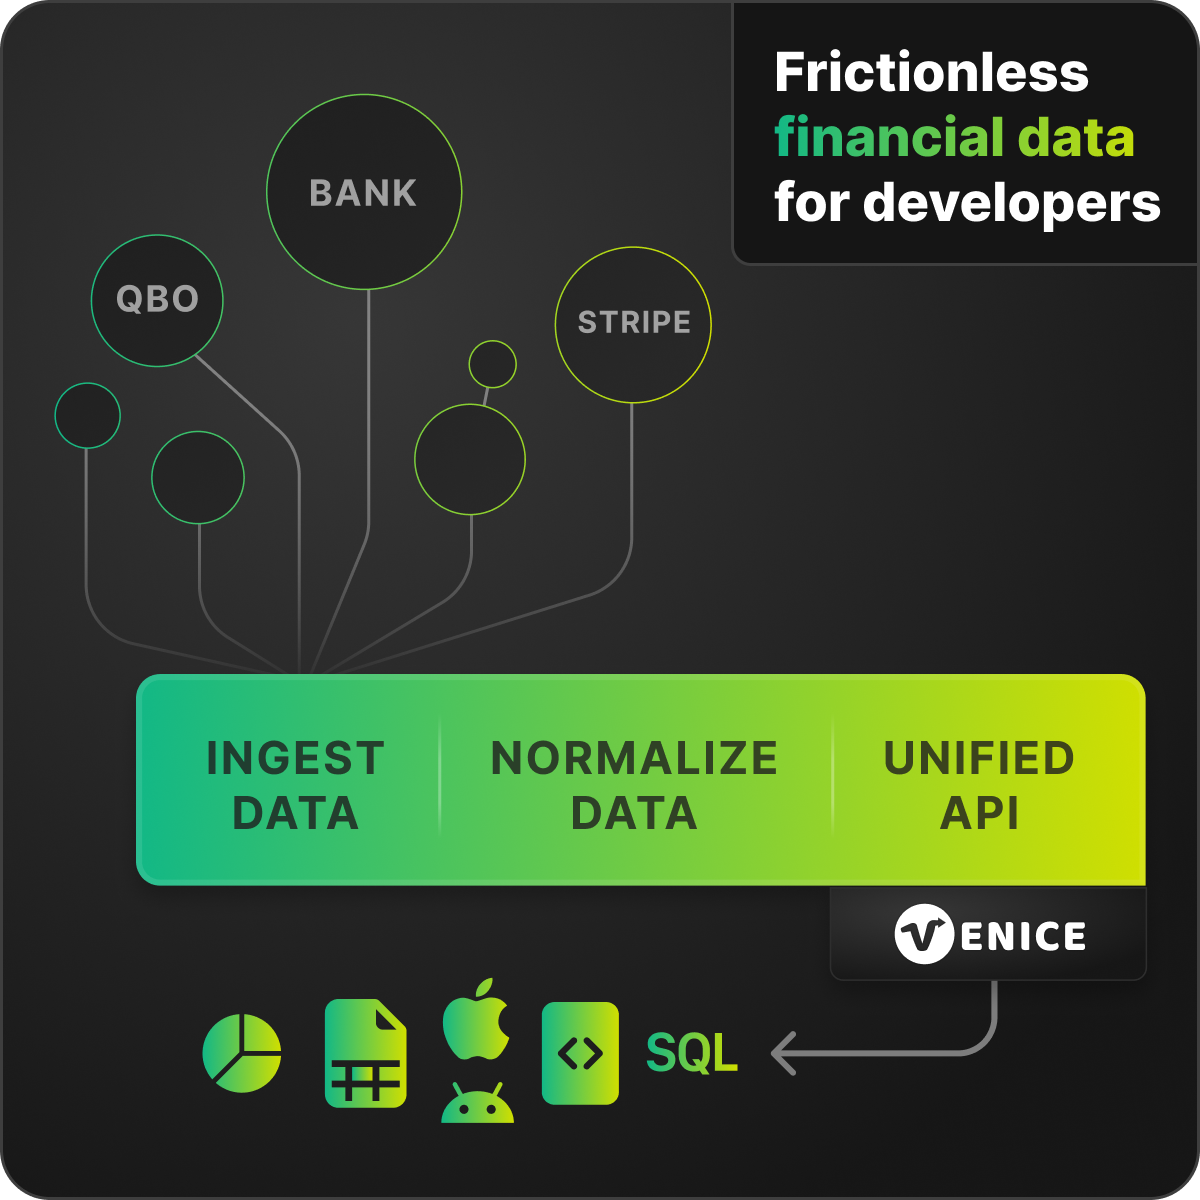 Frictionless
financial data
for developers
BANK
QBO
STRIPE
INGEST
DATA
NORMALIZE
DATA
UNIFIED
API
VENICE
SQL